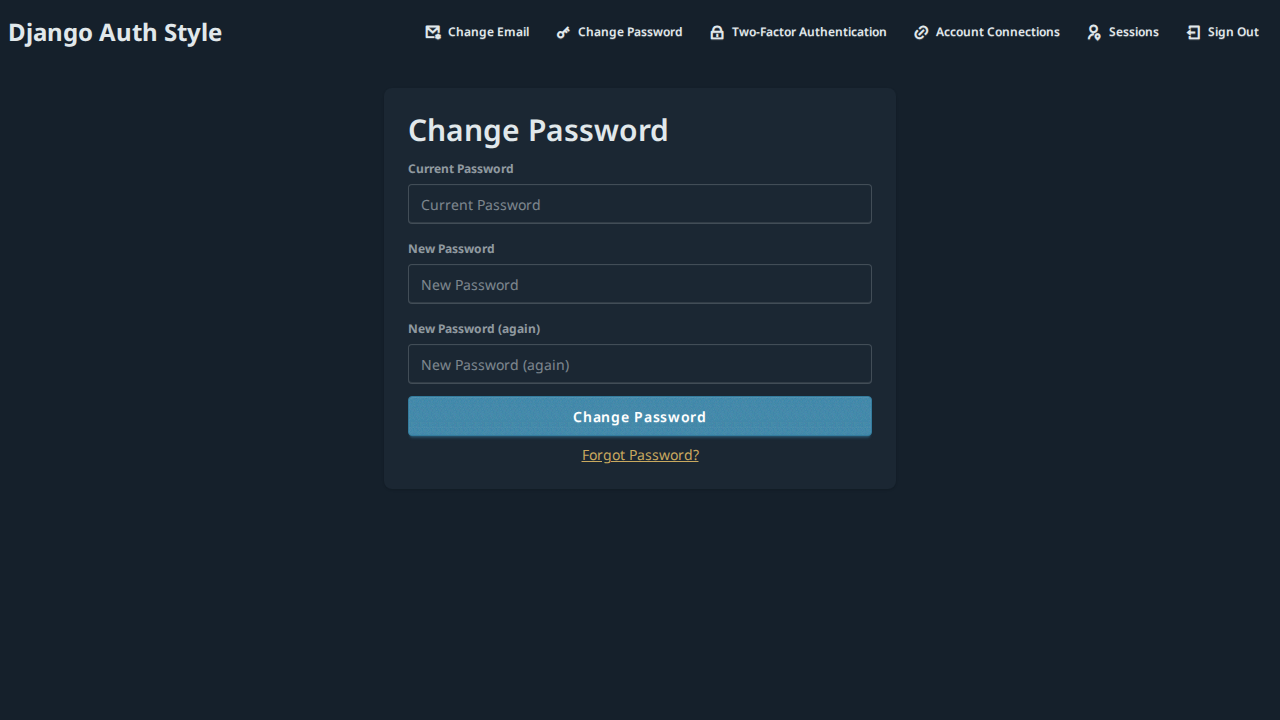 Django Auth Style
Change Email
Change Password
Two-Factor Authentication
Account Connections
Sessions
Sign Out
Change Password
Current Password
Current Password
New Password
New Password
New Password (again)
New Password (again)
Change Password
Forgot Password?